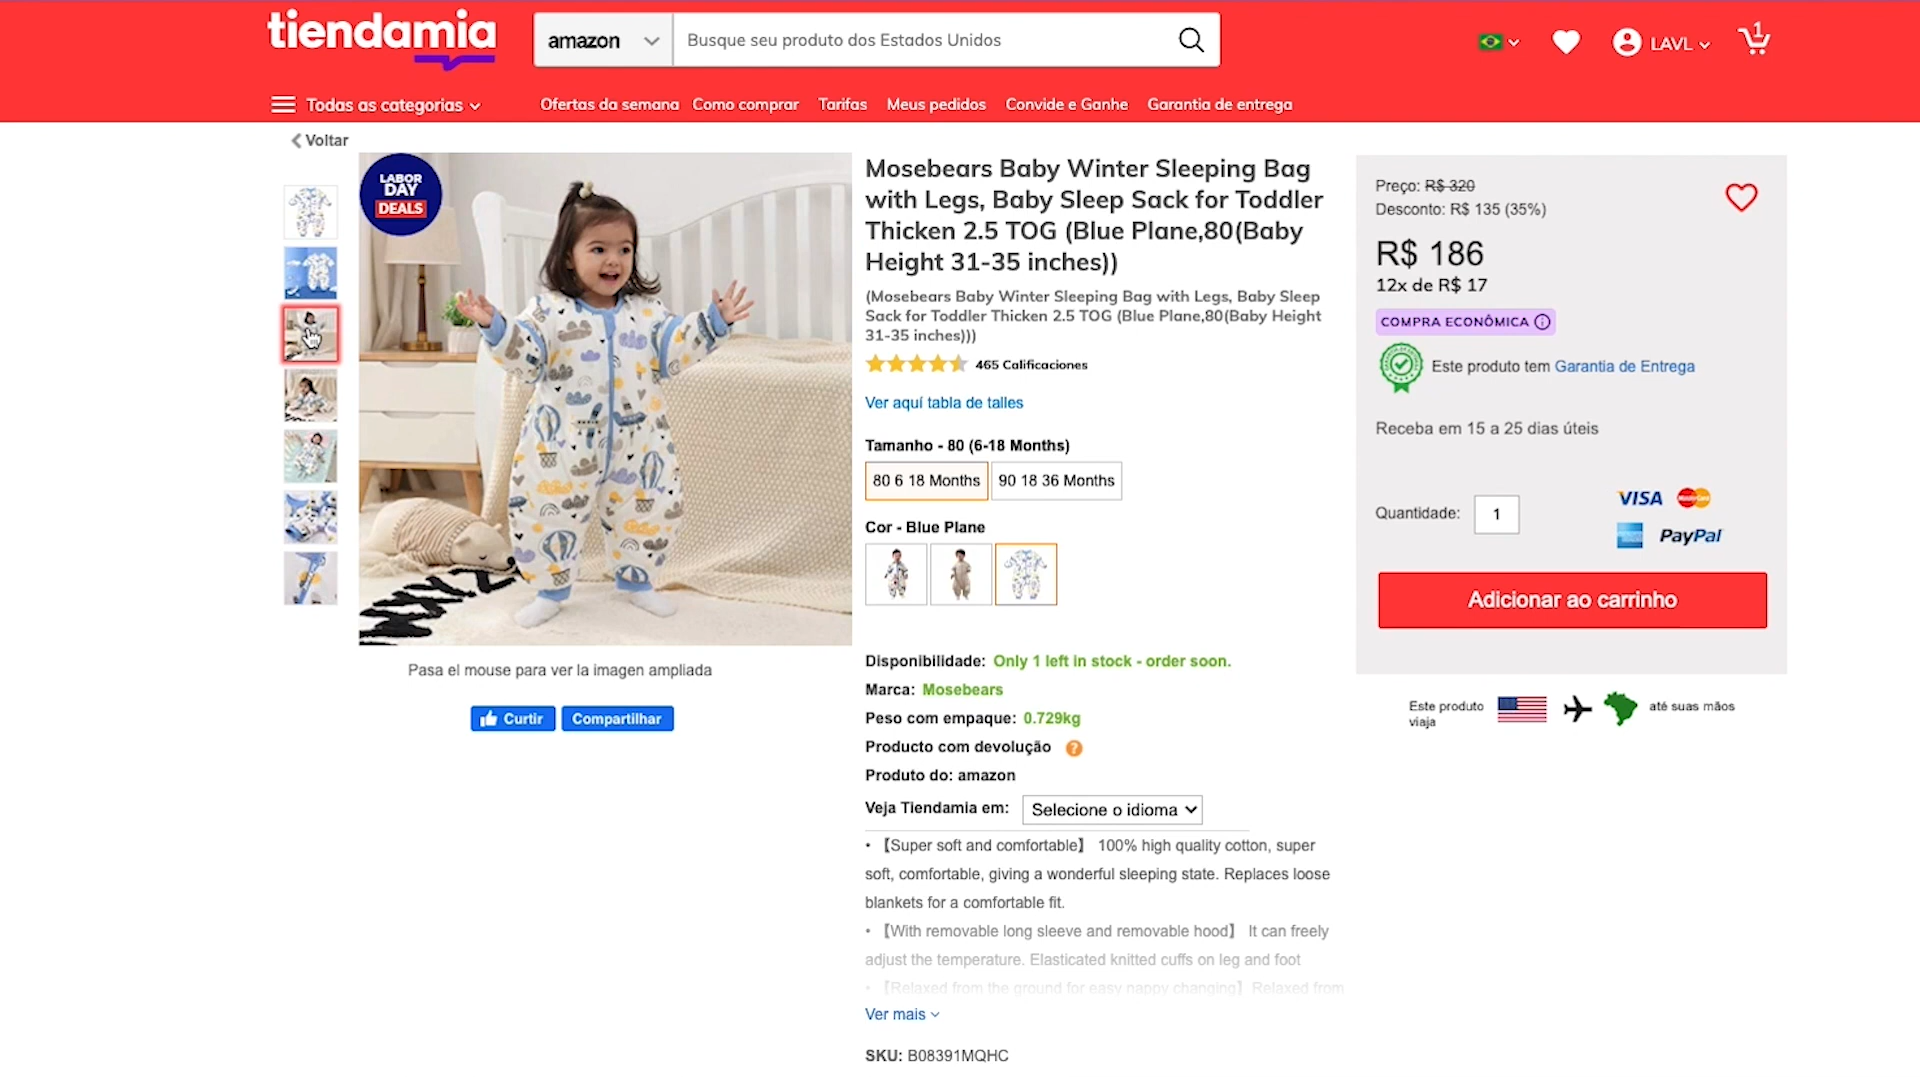 tiendamia
amazon
Busque seu produto dos Estados Unidos
LAVL
1
Todas as categorias
Ofertas da semana
Como comprar
Tarifas
Meus pedidos
Convide e Ganhe
Garantia de entrega
Voltar
LABOR
DAY
DEALS
Pasa el mouse para ver la imagen ampliada
Curtir
Compartilhar
Mosebears Baby Winter Sleeping Bag
with Legs, Baby Sleep Sack for Toddler
Thicken 2.5 TOG (Blue Plane,80(Baby
Height 31-35 inches))
(Mosebears Baby Winter Sleeping Bag with Legs, Baby Sleep
Sack for Toddler Thicken 2.5 TOG (Blue Plane,80(Baby Height
31-35 inches)))
465 Calificaciones
Ver aquí tabla de talles
Tamanho - 80 (6-18 Months)
80 6 18 Months
90 18 36 Months
Cor - Blue Plane
Disponibilidade: Only 1 left in stock - order soon.
Marca: Mosebears
Peso com empaque: 0.729kg
Producto com devolução ?
Produto do: amazon
Veja Tiendamia em: Selecione o idioma
• 【Super soft and comfortable】 100% high quality cotton, super
soft, comfortable, giving a wonderful sleeping state. Replaces loose
blankets for a comfortable fit.
• 【With removable long sleeve and removable hood】 It can freely
adjust the temperature. Elasticated knitted cuffs on leg and foot
• 【Relaxed from the ground for easy nappy changing】 Relaxed from
Ver mais
SKU: B08391MQHC
Preço: R$ 320
Desconto: R$ 135 (35%)
R$ 186
12x de R$ 17
COMPRA ECONÔMICA
Este produto tem Garantia de Entrega
Receba em 15 a 25 dias úteis
Quantidade: 1
VISA
MasterCard
PayPal
Adicionar ao carrinho
Este produto
viaja
até suas mãos